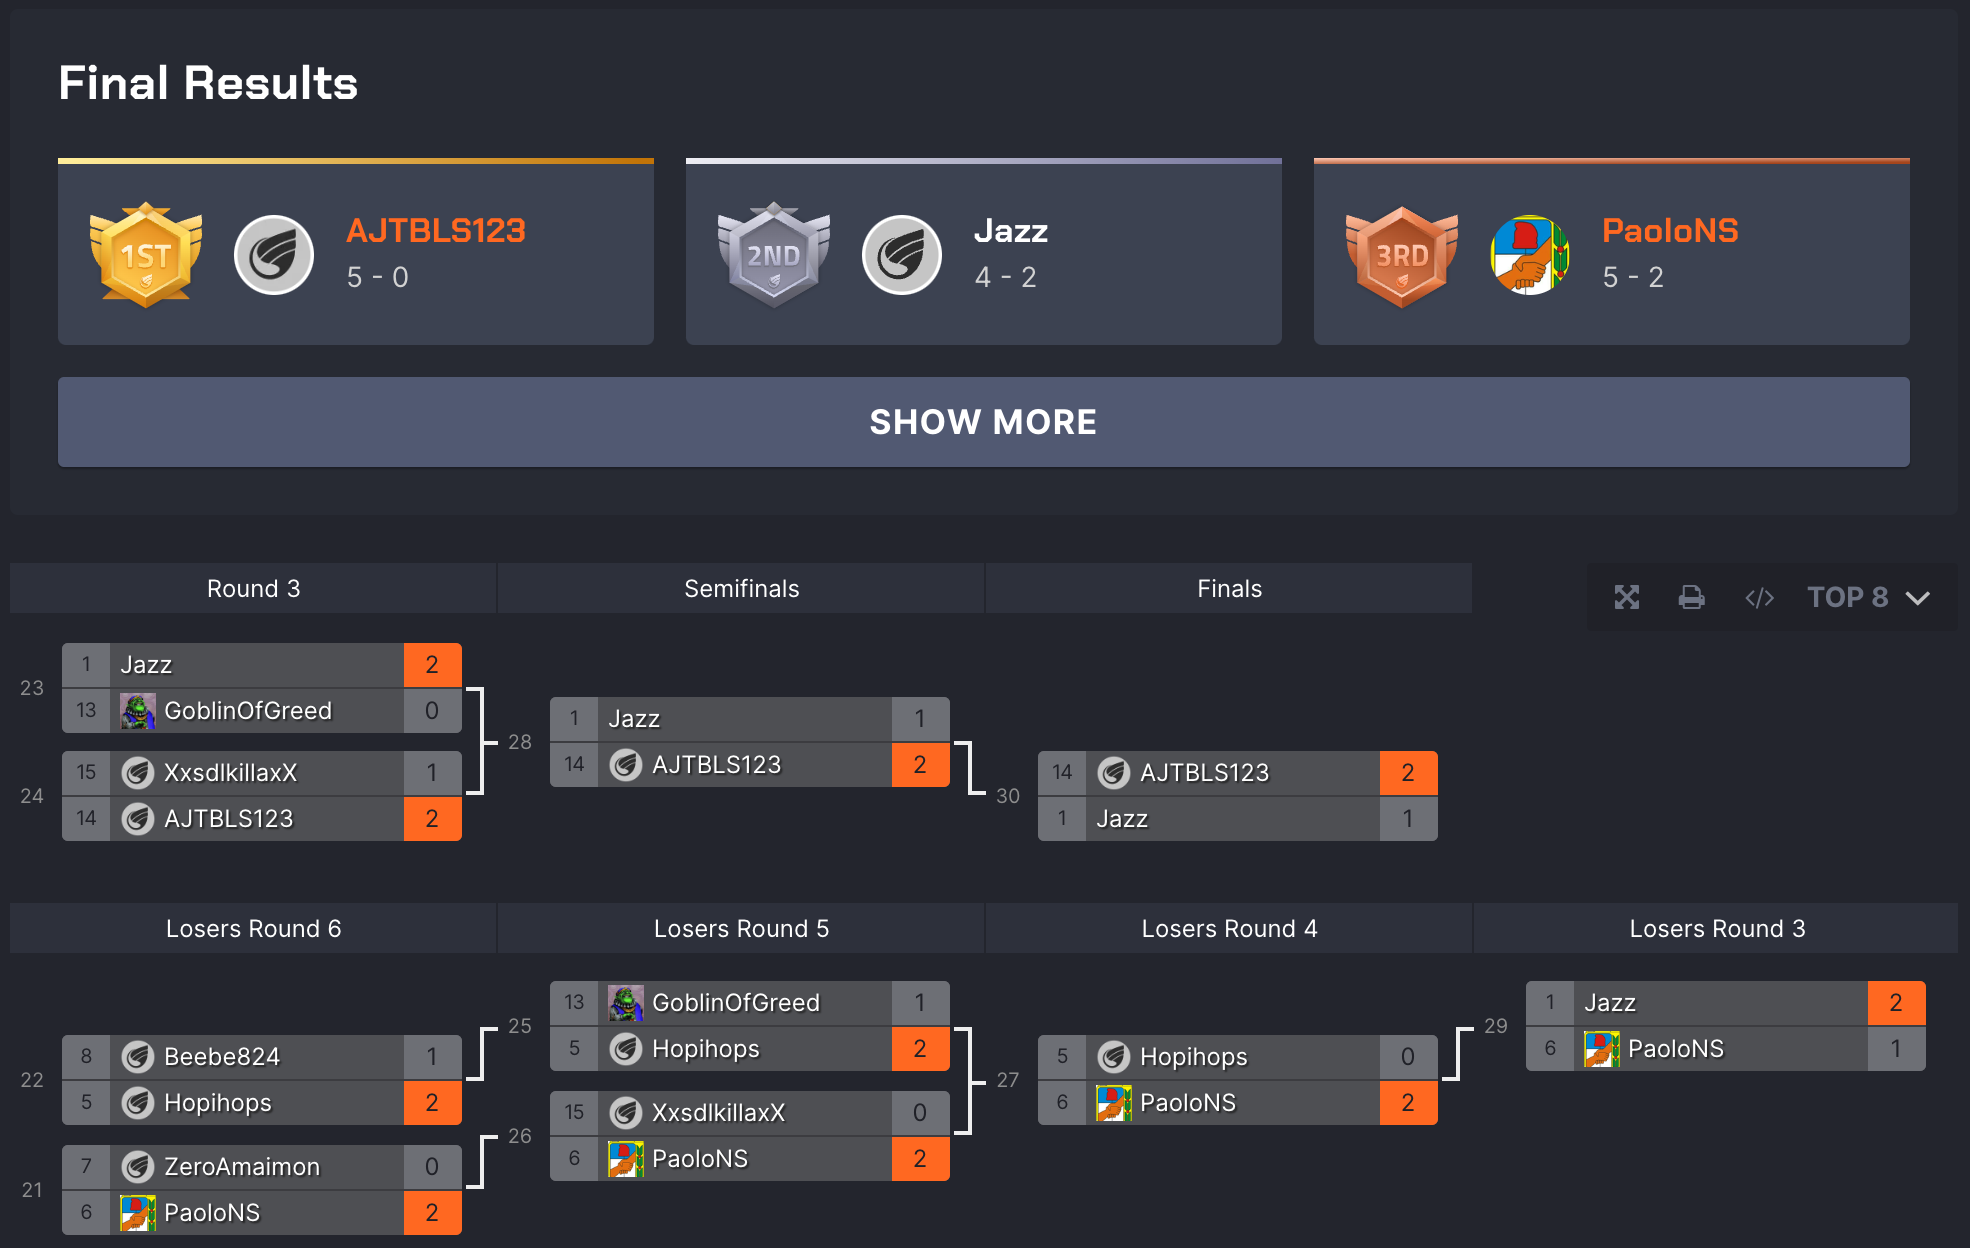 Final Results
1ST
AJTBLS123
5 - 0
2ND
Jazz
4 - 2
3RD
PaoloNS
5 - 2
SHOW MORE
Round 3
Semifinals
Finals
TOP 8
23
1 Jazz 2
13 GoblinOfGreed 0
24
15 XxsdlkillaxX 1
14 AJTBLS123 2
28
1 Jazz 1
14 AJTBLS123 2
30
14 AJTBLS123 2
1 Jazz 1
Losers Round 6
Losers Round 5
Losers Round 4
Losers Round 3
22
8 Beebe824 1
5 Hopihops 2
21
7 ZeroAmaimon 0
6 PaoloNS 2
25
13 GoblinOfGreed 1
5 Hopihops 2
26
15 XxsdlkillaxX 0
6 PaoloNS 2
27
5 Hopihops 0
6 PaoloNS 2
29
1 Jazz 2
6 PaoloNS 1